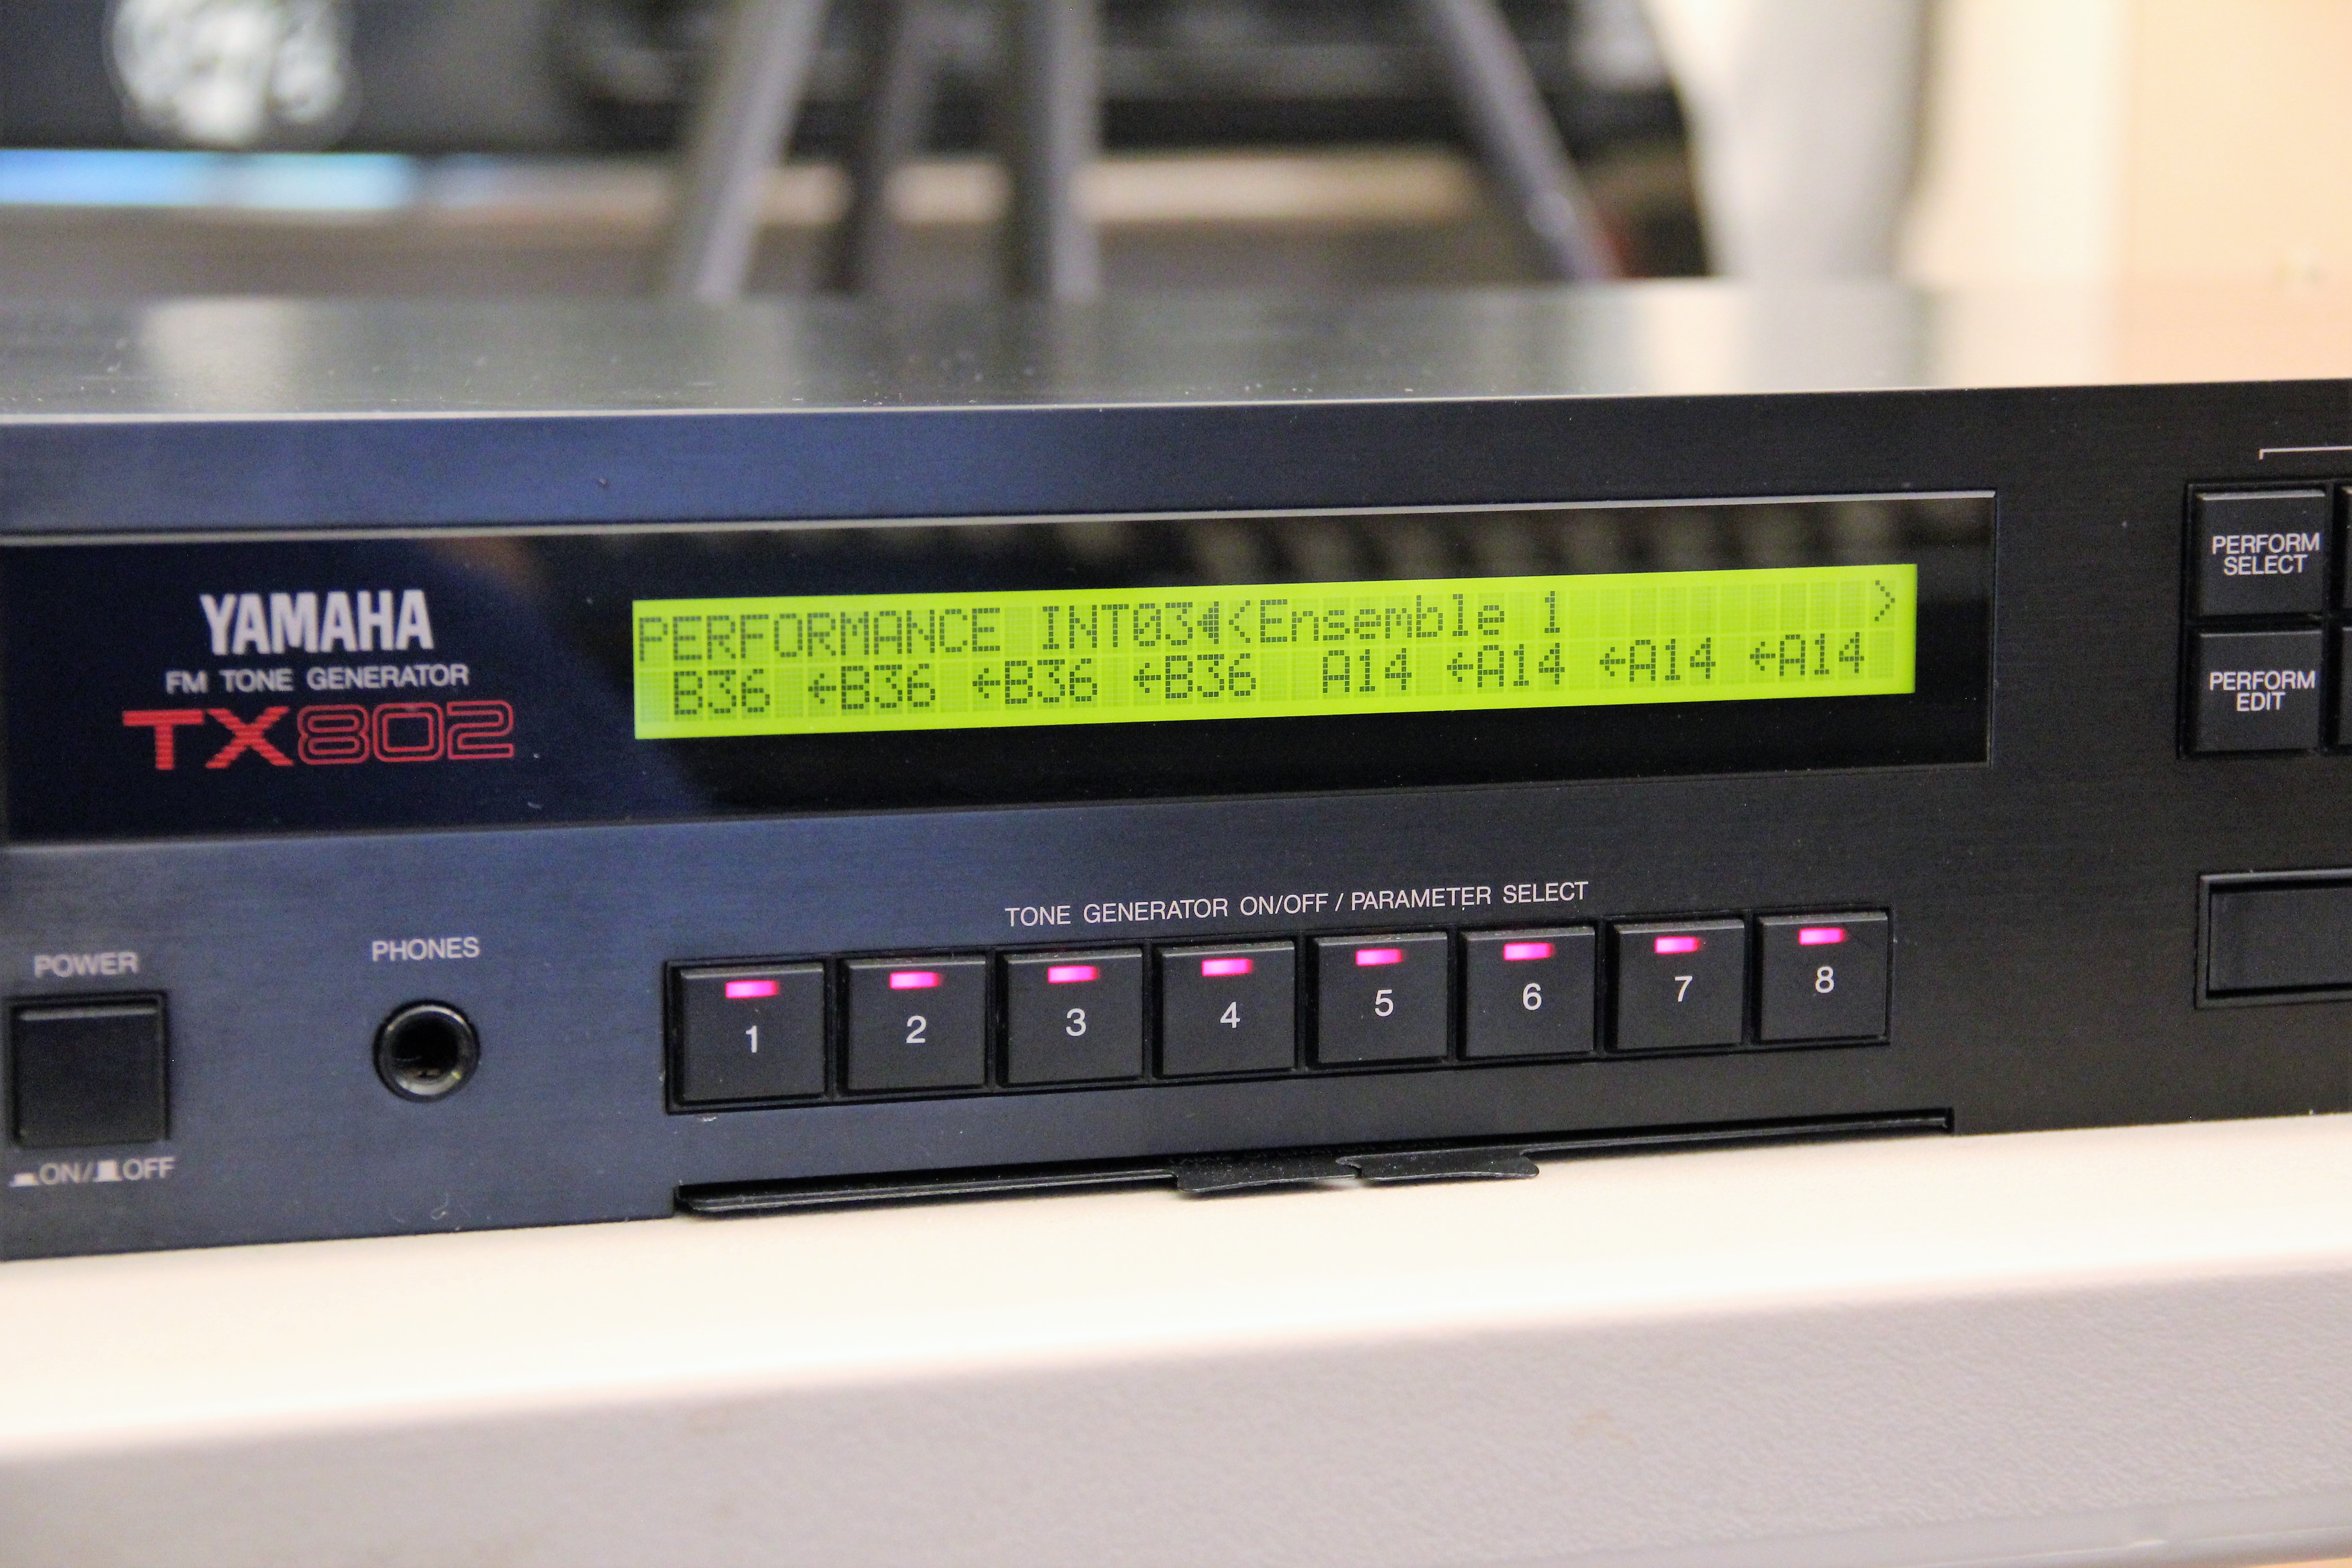 YAMAHA
FM TONE GENERATOR
TX802
PERFORMANCE INT03<Ensemble 1 >
B36 ←B36 ←B36 ←B36 A14 ←A14 ←A14 ←A14
PERFORM
SELECT
PERFORM
EDIT
TONE GENERATOR ON/OFF / PARAMETER SELECT
1 2 3 4 5 6 7 8
POWER
ON/OFF
PHONES